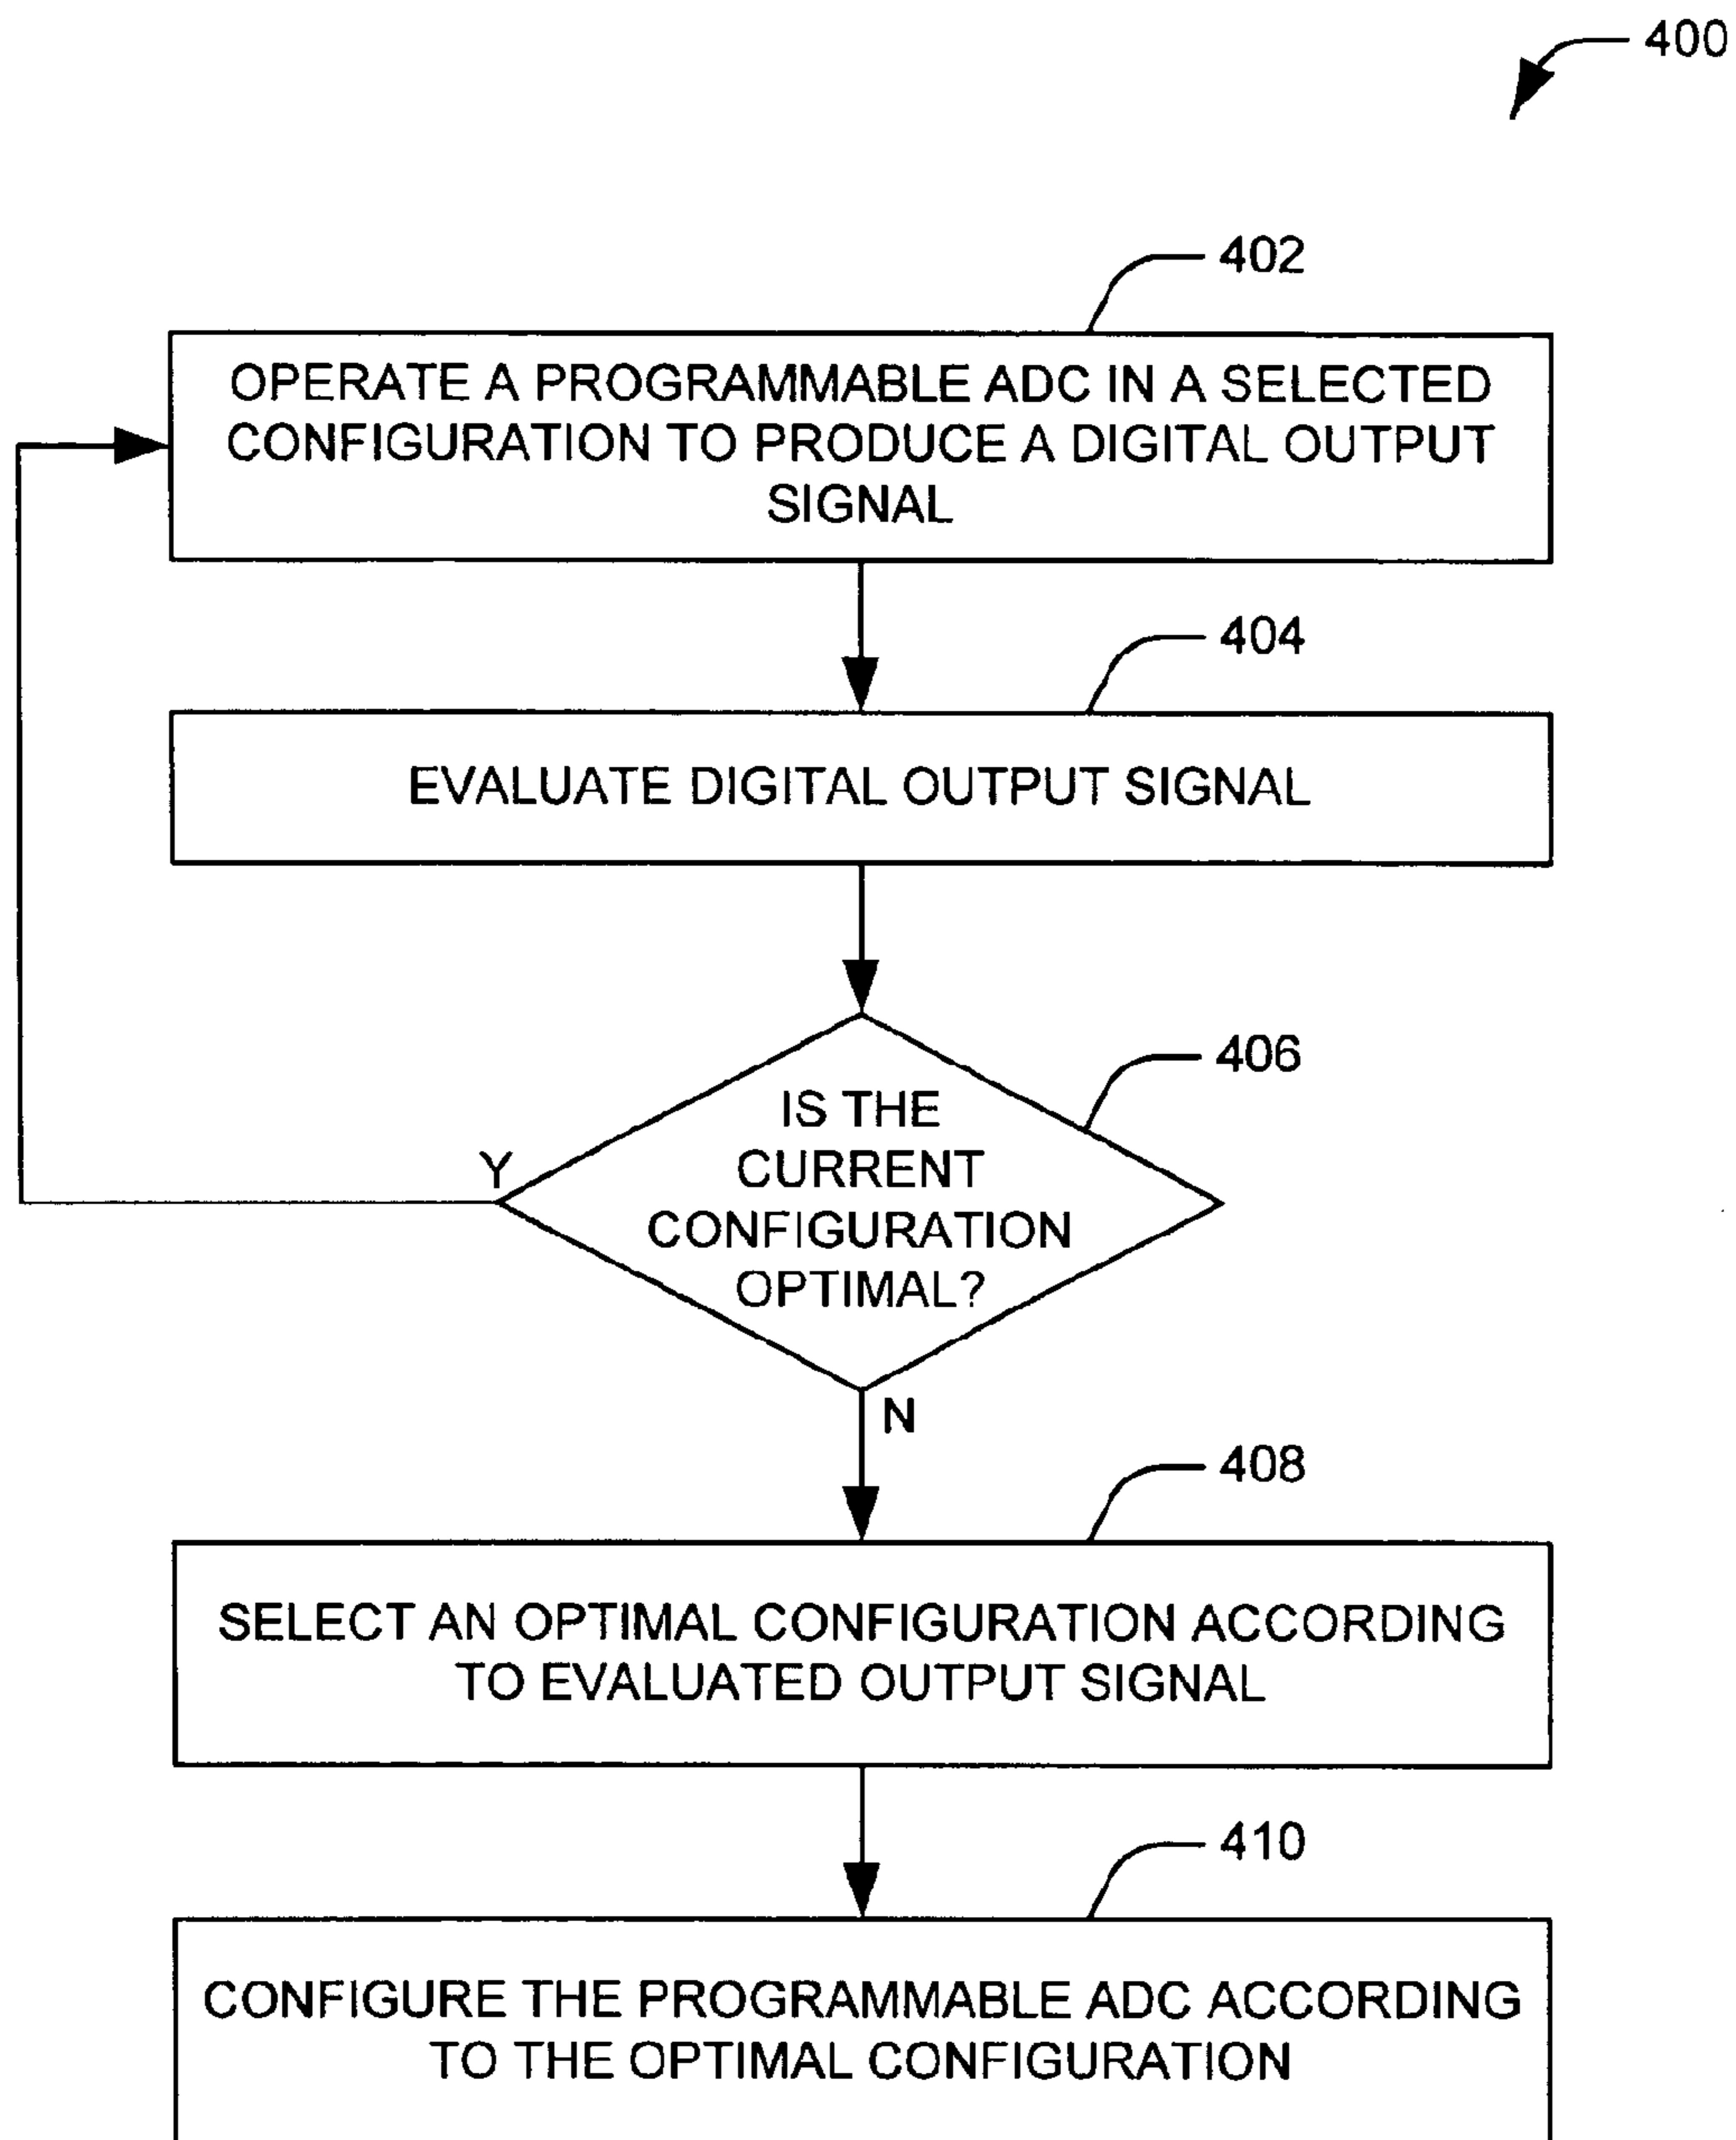 400
402
OPERATE A PROGRAMMABLE ADC IN A SELECTED
CONFIGURATION TO PRODUCE A DIGITAL OUTPUT
SIGNAL
404
EVALUATE DIGITAL OUTPUT SIGNAL
406
IS THE
CURRENT
CONFIGURATION
OPTIMAL?
Y
N
408
SELECT AN OPTIMAL CONFIGURATION ACCORDING
TO EVALUATED OUTPUT SIGNAL
410
CONFIGURE THE PROGRAMMABLE ADC ACCORDING
TO THE OPTIMAL CONFIGURATION